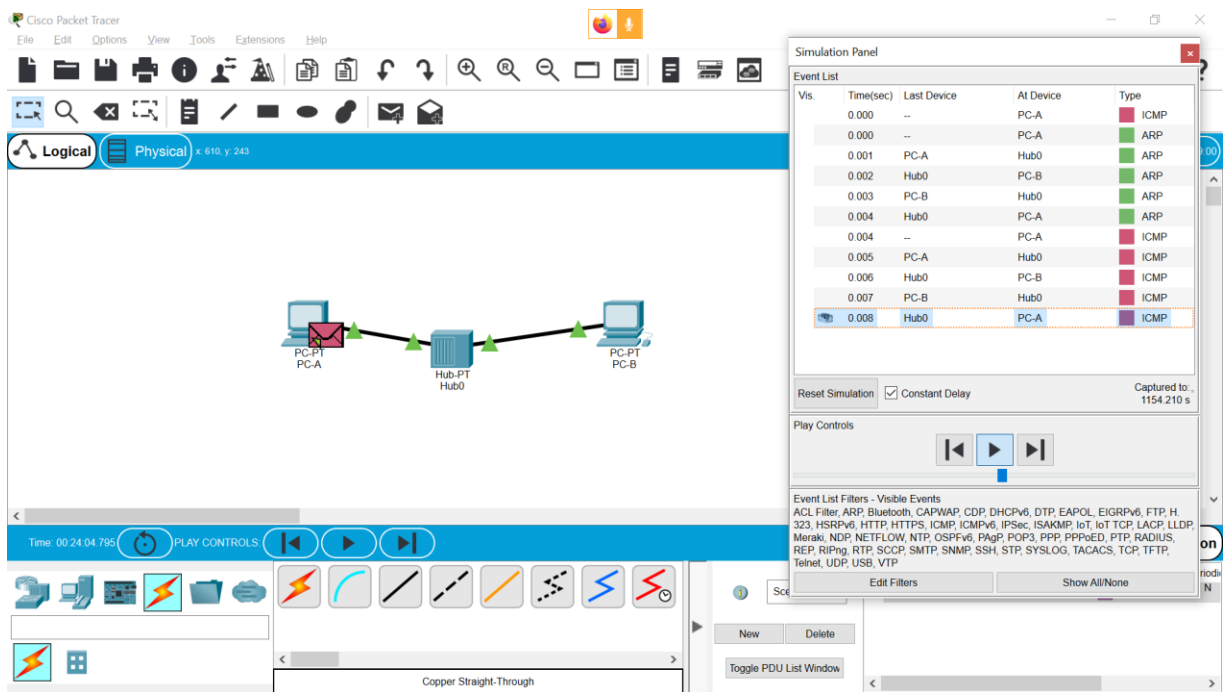 Cisco Packet Tracer
File Edit Options View Tools Extensions Help
Logical
Physical
x: 610, y: 243
PC-PT
PC-A
Hub-PT
Hub0
PC-PT
PC-B
Simulation Panel
Event List
Vis. Time(sec) Last Device At Device Type
0.000 -- PC-A ICMP
0.000 -- PC-A ARP
0.001 PC-A Hub0 ARP
0.002 Hub0 PC-B ARP
0.003 PC-B Hub0 ARP
0.004 Hub0 PC-A ARP
0.004 -- PC-A ICMP
0.005 PC-A Hub0 ICMP
0.006 Hub0 PC-B ICMP
0.007 PC-B Hub0 ICMP
0.008 Hub0 PC-A ICMP
Reset Simulation Constant Delay
Captured to:
1154.210 s
Play Controls
Event List Filters - Visible Events
ACL Filter, ARP, Bluetooth, CAPWAP, CDP, DHCPv6, DTP, EAPOL, EIGRPv6, FTP, H.
323, HSRPv6, HTTP, HTTPS, ICMP, ICMPv6, IPSec, ISAKMP, IoT, IoT TCP, LACP, LLDP,
Meraki, NDP, NETFLOW, NTP, OSPFv6, PAgP, POP3, PPP, PPPoED, PTP, RADIUS,
REP, RIPng, RTP, SCCP, SMTP, SNMP, SSH, STP, SYSLOG, TACACS, TCP, TFTP,
Telnet, UDP, USB, VTP
Edit Filters Show All/None
Time: 00:24:04.795
PLAY CONTROLS:
New Delete
Toggle PDU List Window
Copper Straight-Through
N